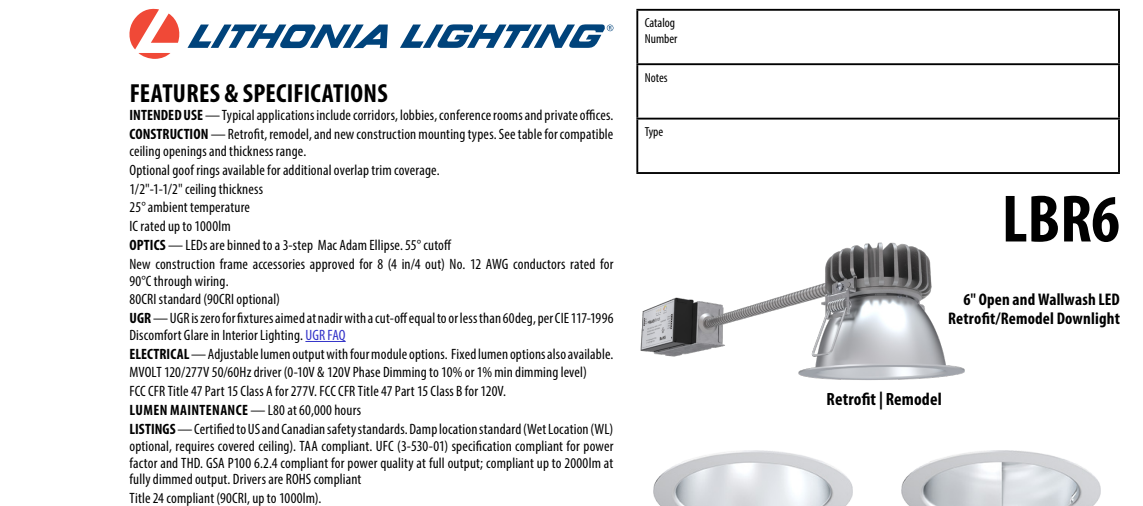 LITHONIA LIGHTING®
FEATURES & SPECIFICATIONS
INTENDED USE — Typical applications include corridors, lobbies, conference rooms and private offices.
CONSTRUCTION — Retrofit, remodel, and new construction mounting types. See table for compatible
ceiling openings and thickness range.
Optional goof rings available for additional overlap trim coverage.
1/2"-1-1/2" ceiling thickness
25° ambient temperature
IC rated up to 1000lm
OPTICS — LEDs are binned to a 3-step Mac Adam Ellipse. 55° cutoff
New construction frame accessories approved for 8 (4 in/4 out) No. 12 AWG conductors rated for
90°C through wiring.
80CRI standard (90CRI optional)
UGR — UGR is zero for fixtures aimed at nadir with a cut-off equal to or less than 60deg, per CIE 117-1996
Discomfort Glare in Interior Lighting. UGR FAQ
ELECTRICAL — Adjustable lumen output with four module options. Fixed lumen options also available.
MVOLT 120/277V 50/60Hz driver (0-10V & 120V Phase Dimming to 10% or 1% min dimming level)
FCC CFR Title 47 Part 15 Class A for 277V. FCC CFR Title 47 Part 15 Class B for 120V.
LUMEN MAINTENANCE — L80 at 60,000 hours
LISTINGS — Certified to US and Canadian safety standards. Damp location standard (Wet Location (WL)
optional, requires covered ceiling). TAA compliant. UFC (3-530-01) specification compliant for power
factor and THD. GSA P100 6.2.4 compliant for power quality at full output; compliant up to 2000lm at
fully dimmed output. Drivers are ROHS compliant
Title 24 compliant (90CRI, up to 1000lm).
Catalog
Number
Notes
Type
LBR6
6" Open and Wallwash LED
Retrofit/Remodel Downlight
Retrofit | Remodel